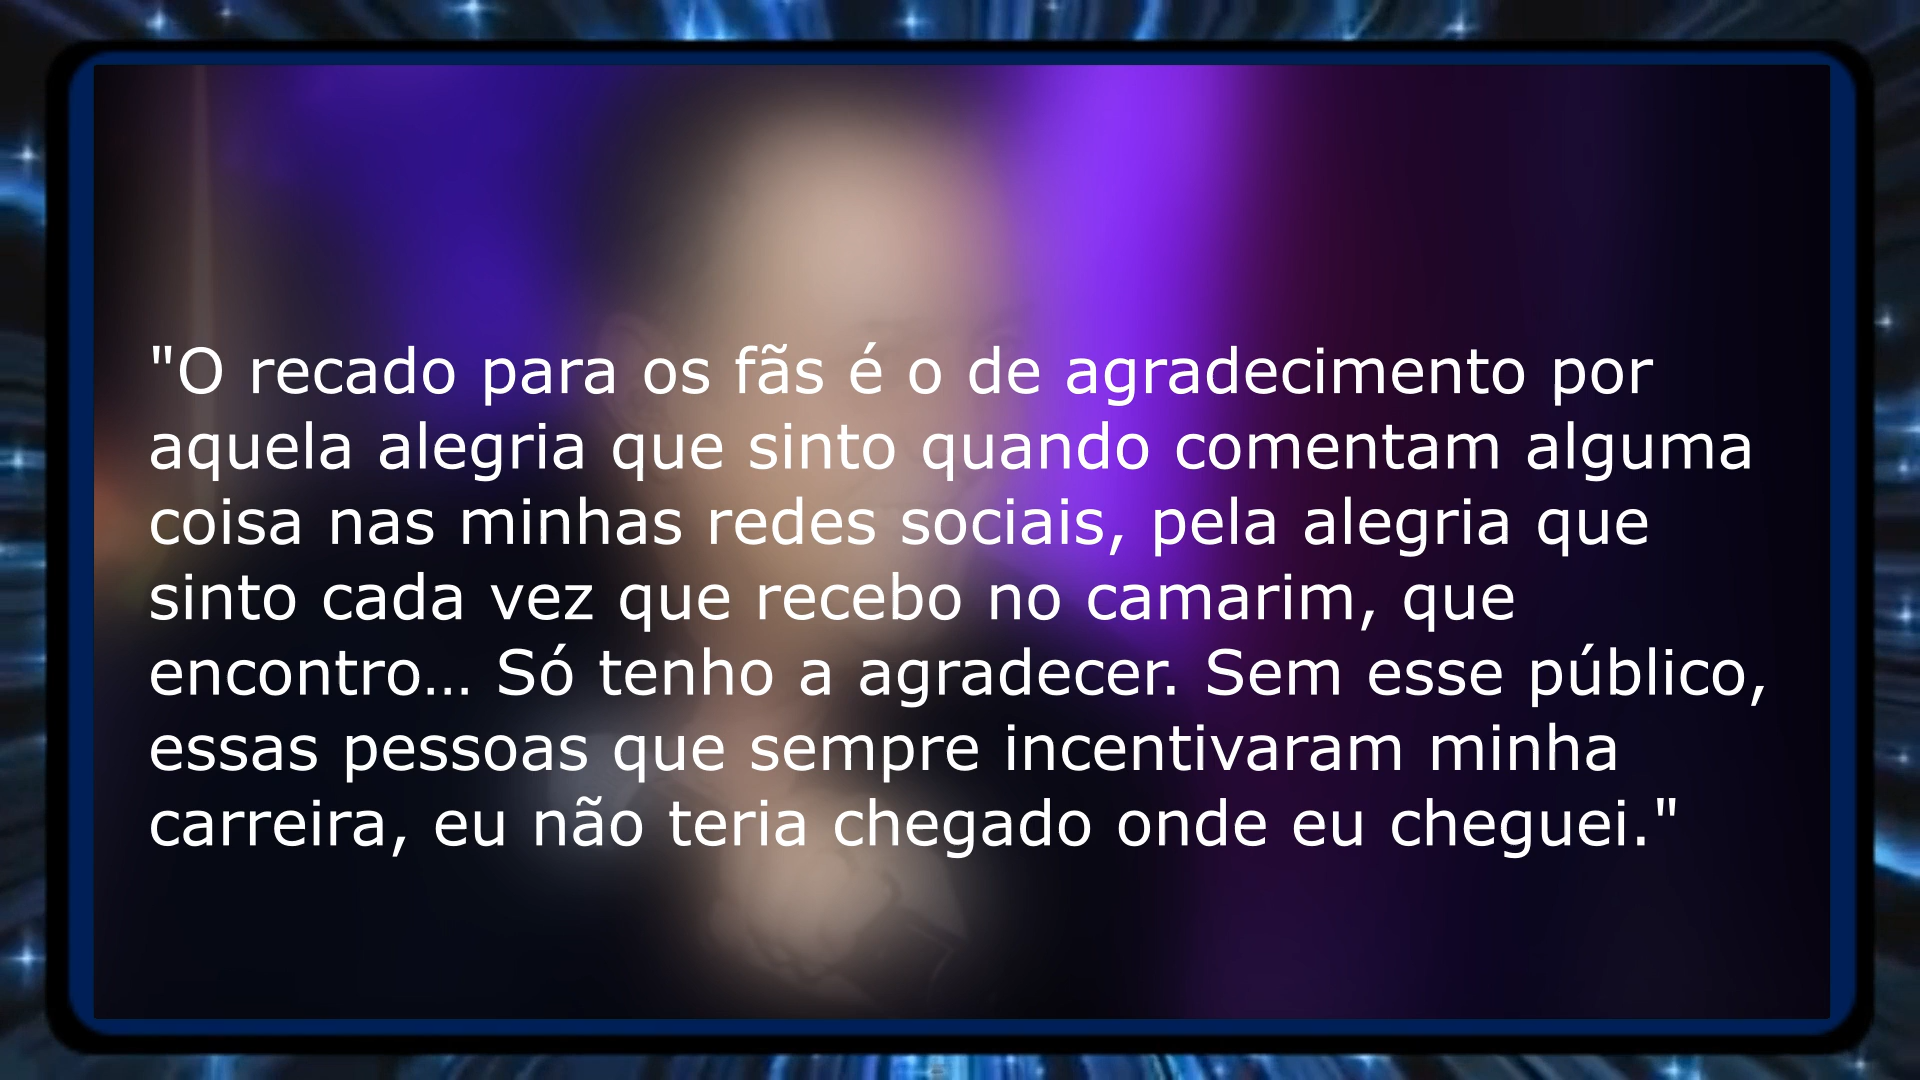 "O recado para os fãs é o de agradecimento por
aquela alegria que sinto quando comentam alguma
coisa nas minhas redes sociais, pela alegria que
sinto cada vez que recebo no camarim, que
encontro... Só tenho a agradecer. Sem esse público,
essas pessoas que sempre incentivaram minha
carreira, eu não teria chegado onde eu cheguei."